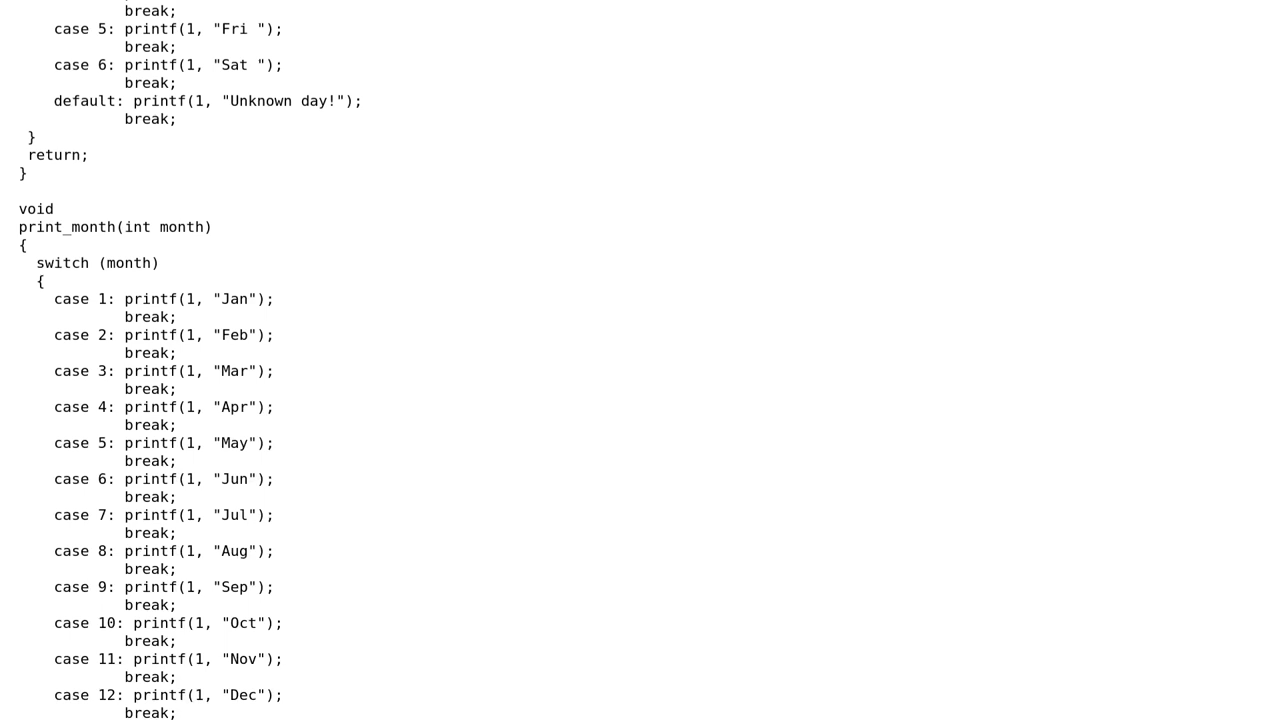 break;
    case 5: printf(1, "Fri ");
            break;
    case 6: printf(1, "Sat ");
            break;
    default: printf(1, "Unknown day!");
            break;
 }
 return;
}

void
print_month(int month)
{
  switch (month)
  {
    case 1: printf(1, "Jan");
            break;
    case 2: printf(1, "Feb");
            break;
    case 3: printf(1, "Mar");
            break;
    case 4: printf(1, "Apr");
            break;
    case 5: printf(1, "May");
            break;
    case 6: printf(1, "Jun");
            break;
    case 7: printf(1, "Jul");
            break;
    case 8: printf(1, "Aug");
            break;
    case 9: printf(1, "Sep");
            break;
    case 10: printf(1, "Oct");
            break;
    case 11: printf(1, "Nov");
            break;
    case 12: printf(1, "Dec");
            break;